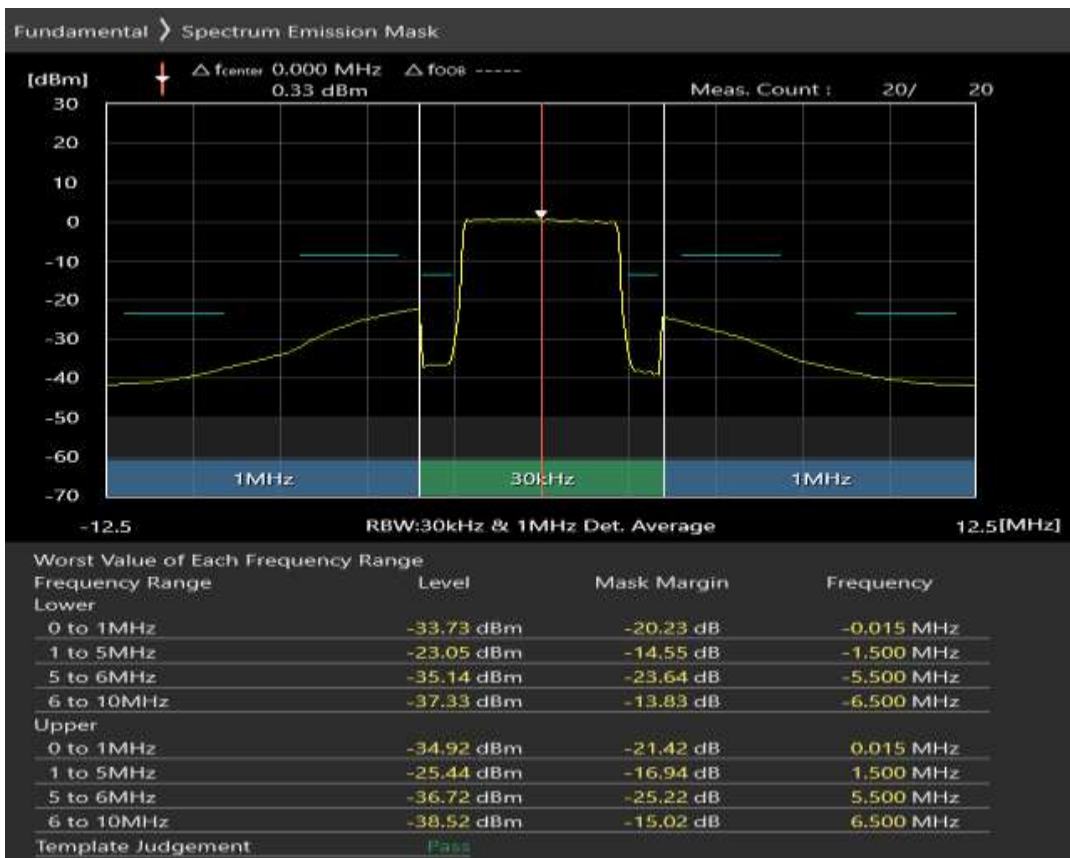 Fundamental ❯ Spectrum Emission Mask
[dBm] △ fcenter 0.000 MHz △ fOOB -----
0.33 dBm Meas. Count : 20/ 20
30
20
10
0
-10
-20
-30
-40
-50
-60
-70
1MHz 30kHz 1MHz
-12.5 RBW:30kHz & 1MHz Det. Average 12.5[MHz]
Worst Value of Each Frequency Range
Frequency Range Level Mask Margin Frequency
Lower
0 to 1MHz -33.73 dBm -20.23 dB -0.015 MHz
1 to 5MHz -23.05 dBm -14.55 dB -1.500 MHz
5 to 6MHz -35.14 dBm -23.64 dB -5.500 MHz
6 to 10MHz -37.33 dBm -13.83 dB -6.500 MHz
Upper
0 to 1MHz -34.92 dBm -21.42 dB 0.015 MHz
1 to 5MHz -25.44 dBm -16.94 dB 1.500 MHz
5 to 6MHz -36.72 dBm -25.22 dB 5.500 MHz
6 to 10MHz -38.52 dBm -15.02 dB 6.500 MHz
Template Judgement Pass